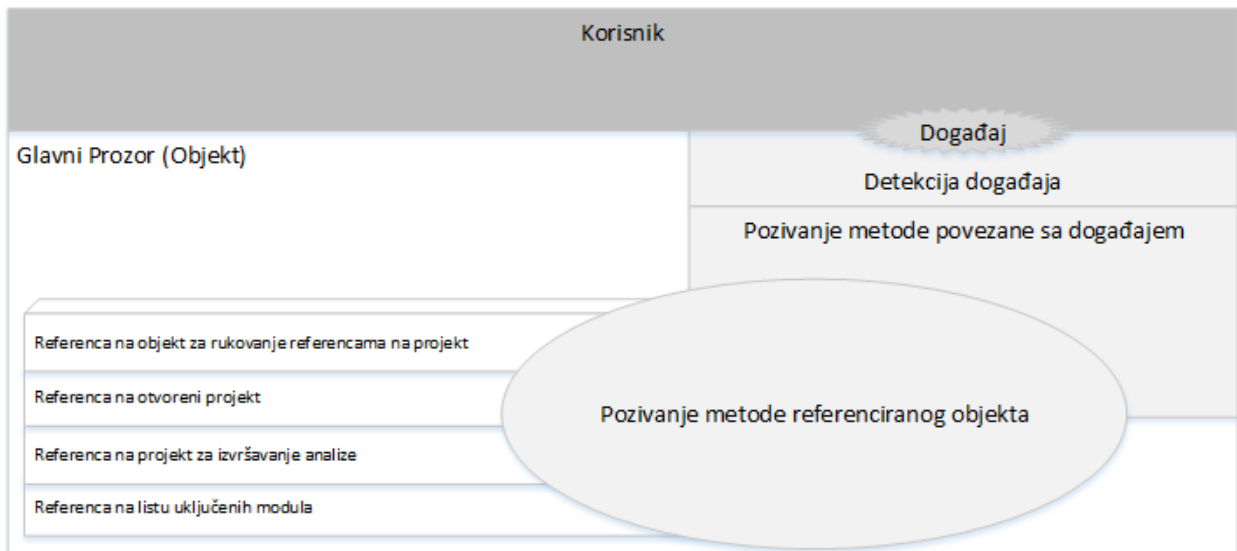 Korisnik
Događaj
Glavni Prozor (Objekt)
Detekcija događaja
Pozivanje metode povezane sa događajem
Referenca na objekt za rukovanje referencama na projekt
Referenca na otvoreni projekt
Pozivanje metode referenciranog objekta
Referenca na projekt za izvršavanje analize
Referenca na listu uključenih modula